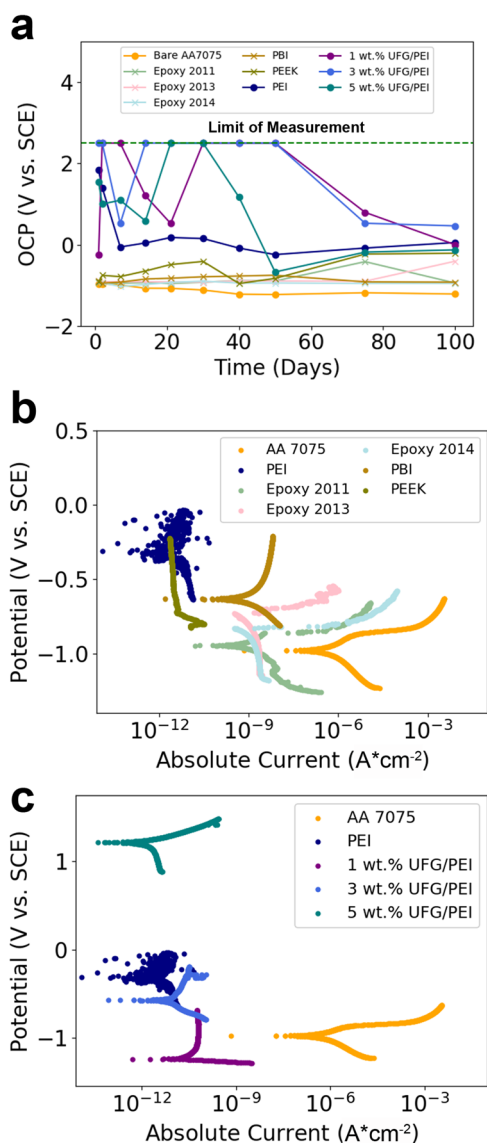 a
Bare AA7075
Epoxy 2011
Epoxy 2013
Epoxy 2014
PBI
PEEK
PEI
1 wt.% UFG/PEI
3 wt.% UFG/PEI
5 wt.% UFG/PEI
Limit of Measurement
OCP (V vs. SCE)
4
2
0
−2
0
20
40
60
80
100
Time (Days)
b
AA 7075
PEI
Epoxy 2011
Epoxy 2013
Epoxy 2014
PBI
PEEK
Potential (V vs. SCE)
0.5
0.0
−0.5
−1.0
10⁻¹²
10⁻⁹
10⁻⁶
10⁻³
Absolute Current (A*cm⁻²)
c
AA 7075
PEI
1 wt.% UFG/PEI
3 wt.% UFG/PEI
5 wt.% UFG/PEI
Potential (V vs. SCE)
1
0
−1
10⁻¹²
10⁻⁹
10⁻⁶
10⁻³
Absolute Current (A*cm⁻²)